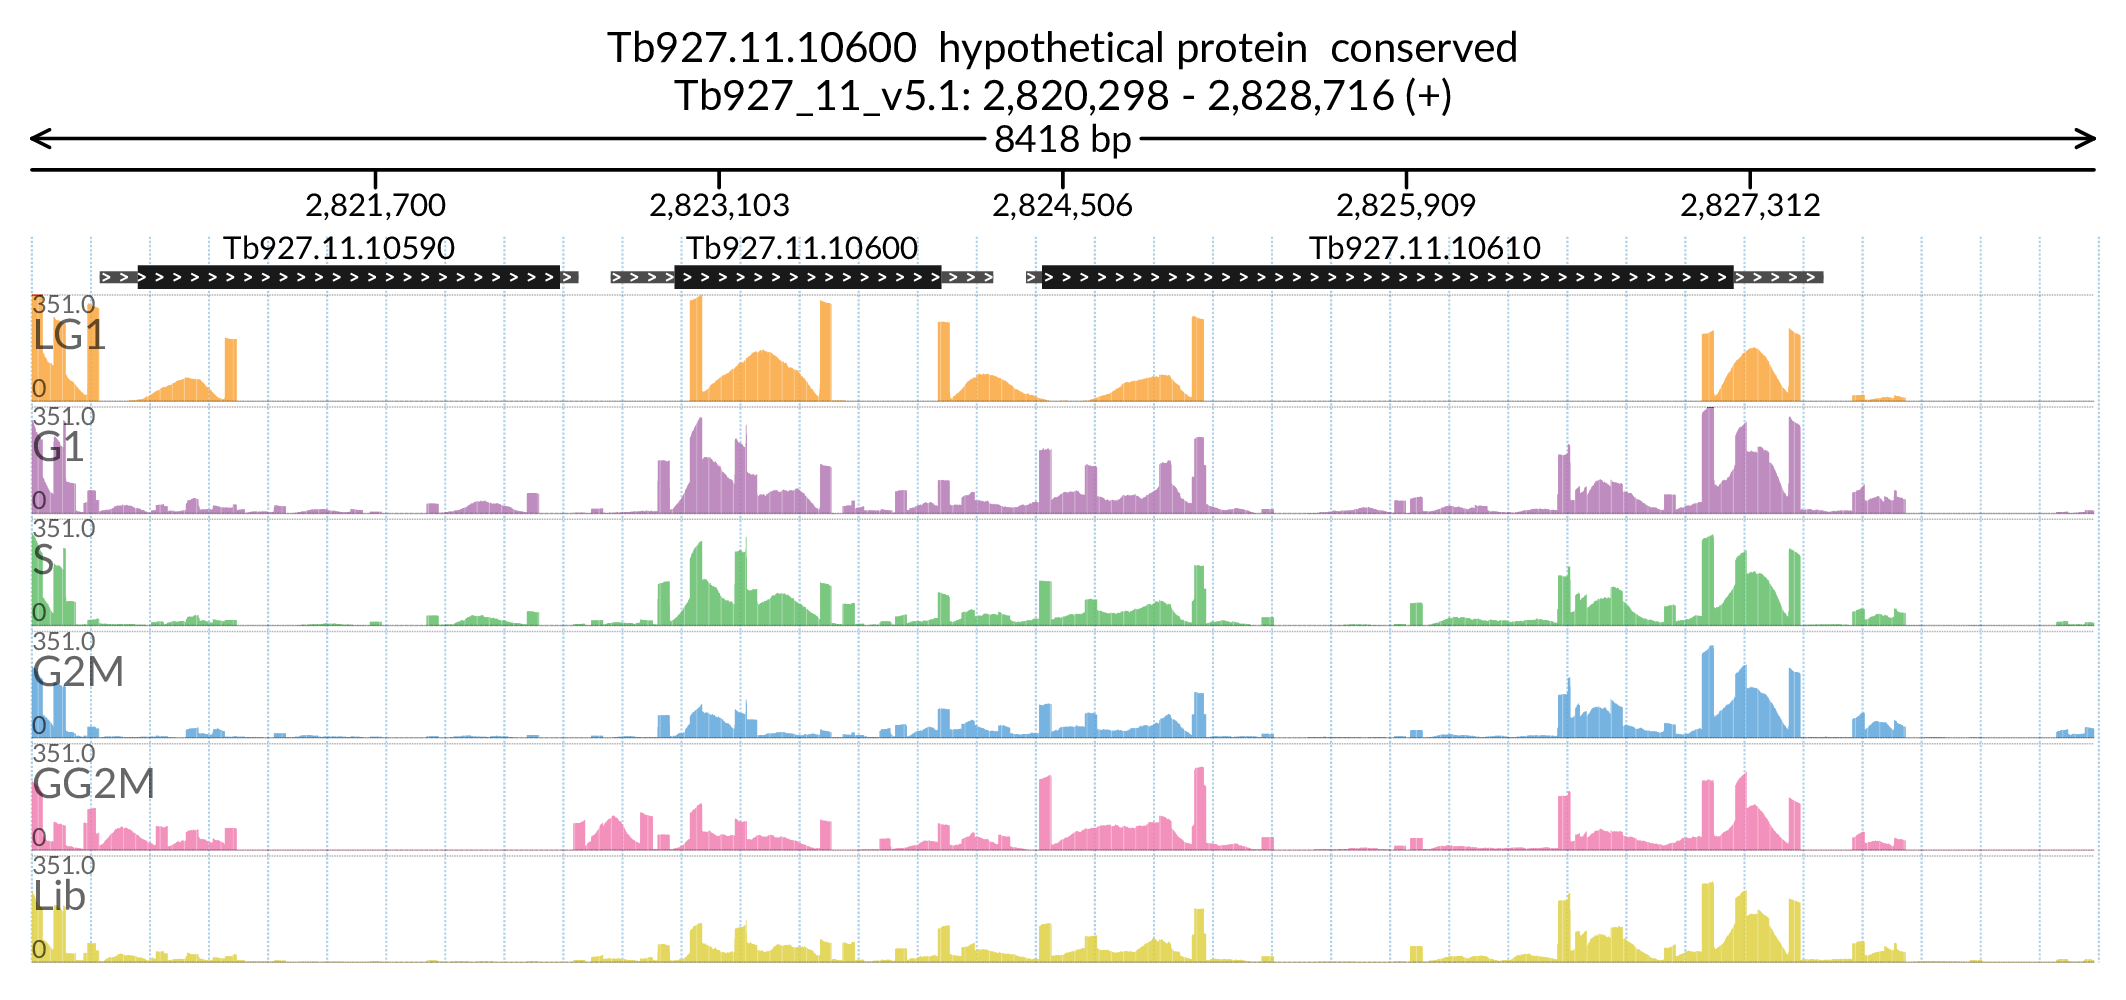 Tb927.11.10600  hypothetical protein  conserved
Tb927_11_v5.1: 2,820,298 - 2,828,716 (+)
8418 bp
2,821,700 2,823,103 2,824,506 2,825,909 2,827,312
Tb927.11.10590 Tb927.11.10600 Tb927.11.10610
351.0
LG1
0
351.0
G1
0
351.0
S
0
351.0
G2M
0
351.0
GG2M
0
351.0
Lib
0